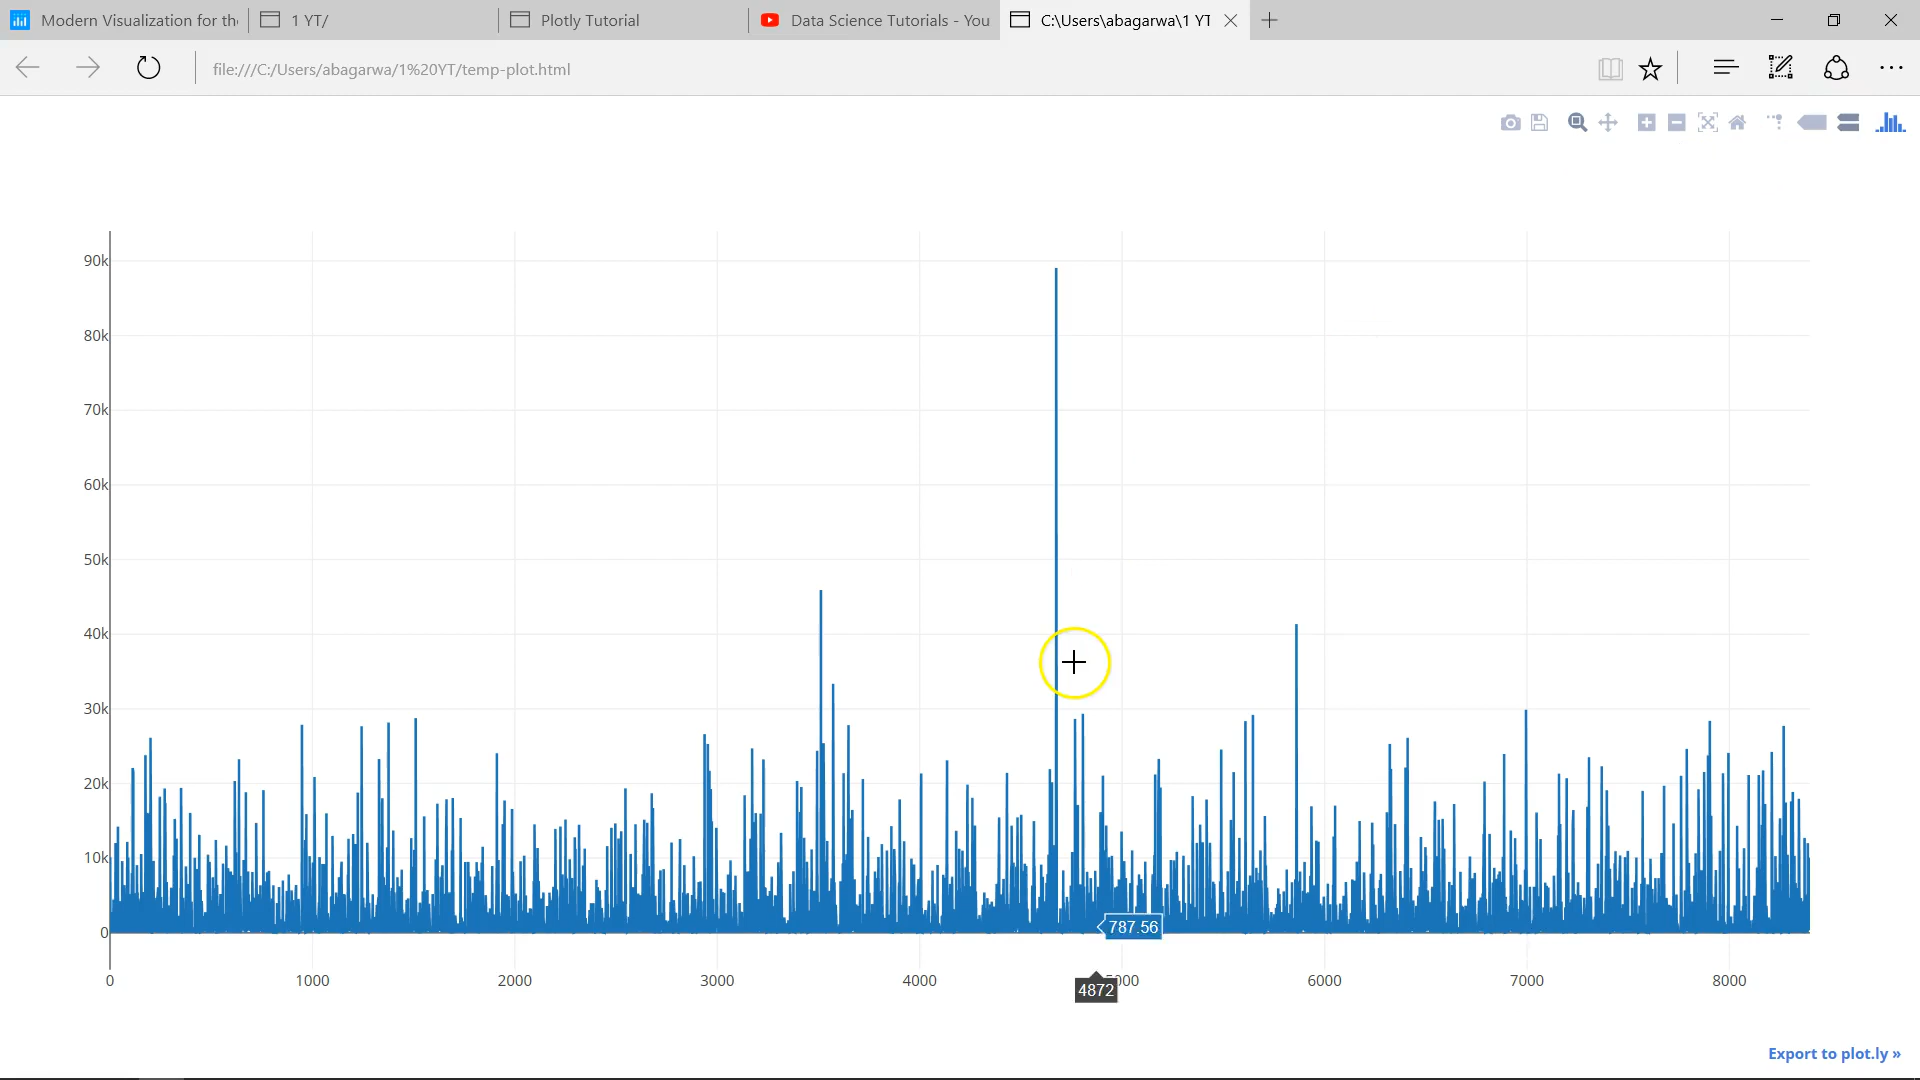 Modern Visualization for the
1 YT/
Plotly Tutorial
Data Science Tutorials - You
C:\Users\abagarwa\1 YT
file:///C:/Users/abagarwa/1%20YT/temp-plot.html
90k
80k
70k
60k
50k
40k
30k
20k
10k
0
787.56
0 1000 2000 3000 4000 5000 6000 7000 8000
4872
Export to plot.ly »